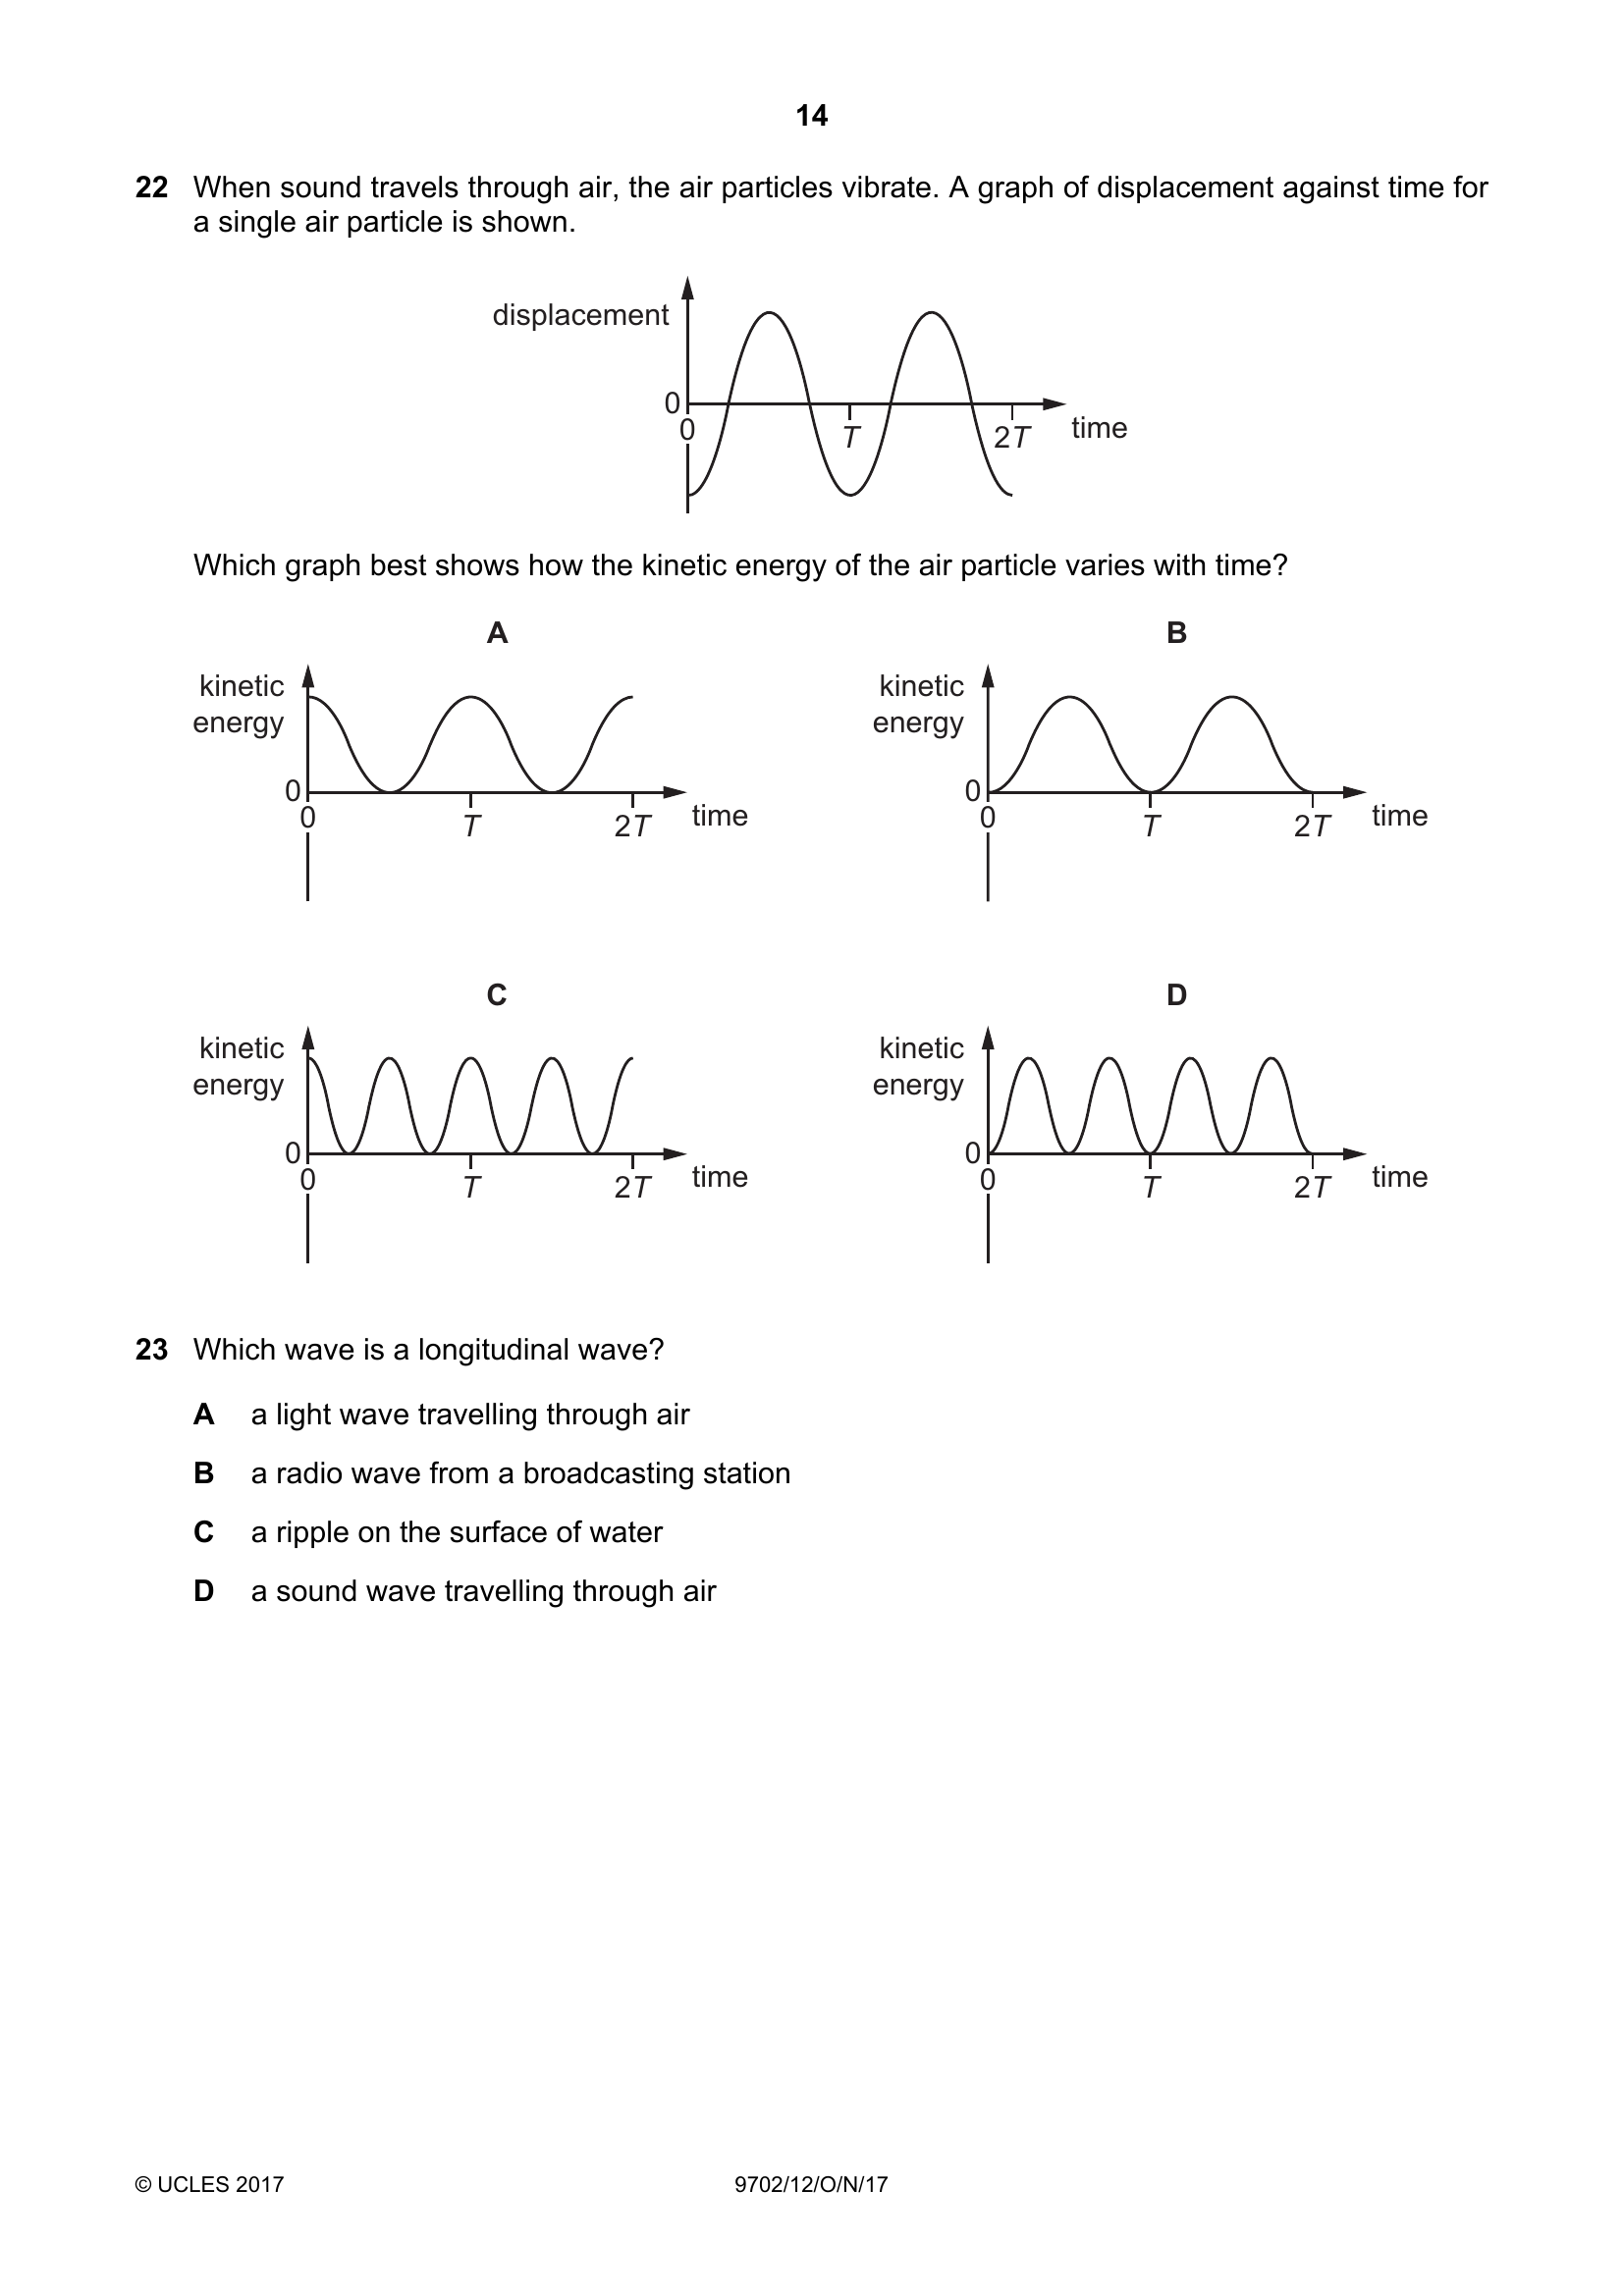 14
22 When sound travels through air, the air particles vibrate. A graph of displacement against time for
a single air particle is shown.
displacement
0
0
T
2T
time
Which graph best shows how the kinetic energy of the air particle varies with time?
A
kinetic
energy
0
0
T
2T
time
B
kinetic
energy
0
0
T
2T
time
C
kinetic
energy
0
0
T
2T
time
D
kinetic
energy
0
0
T
2T
time
23 Which wave is a longitudinal wave?
A a light wave travelling through air
B a radio wave from a broadcasting station
C a ripple on the surface of water
D a sound wave travelling through air
© UCLES 2017 9702/12/O/N/17